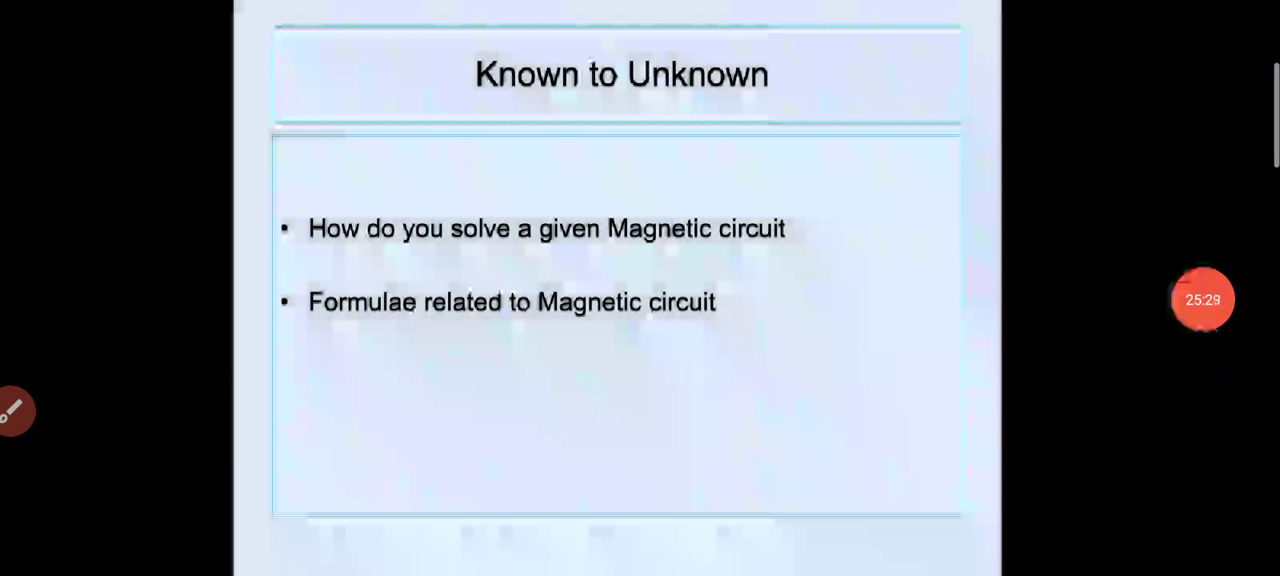 Known to Unknown
• How do you solve a given Magnetic circuit
• Formulae related to Magnetic circuit
25:29